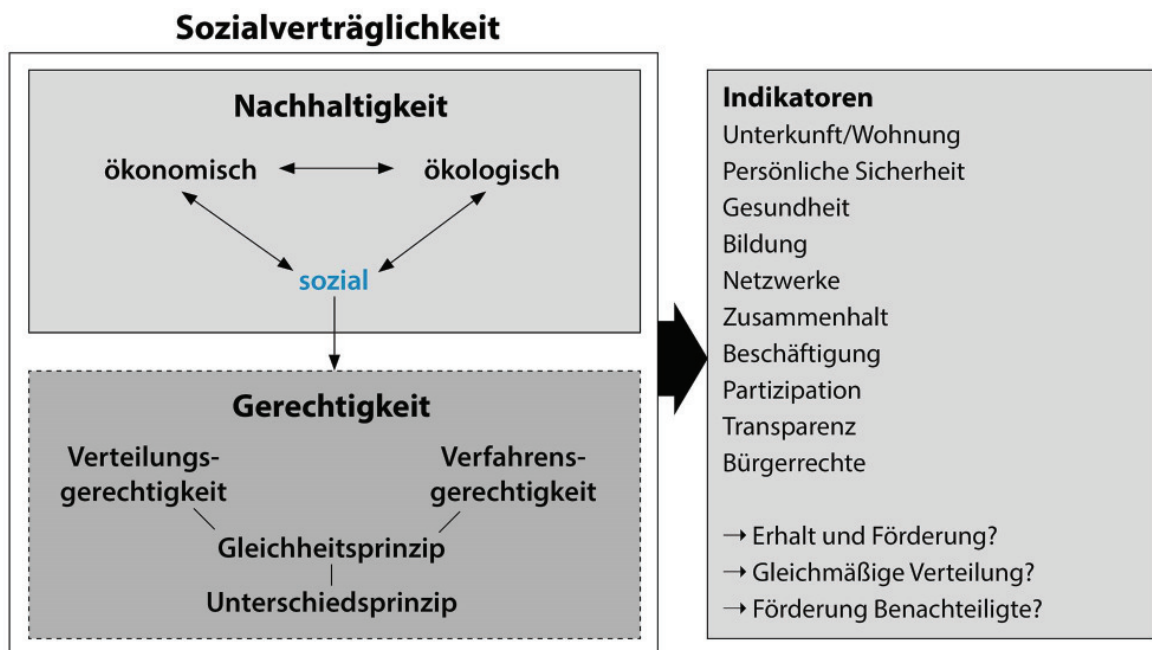 Sozialverträglichkeit
Nachhaltigkeit
ökonomisch
ökologisch
sozial
Gerechtigkeit
Verteilungs-
gerechtigkeit
Verfahrens-
gerechtigkeit
Gleichheitsprinzip
Unterschiedsprinzip
Indikatoren
Unterkunft/Wohnung
Persönliche Sicherheit
Gesundheit
Bildung
Netzwerke
Zusammenhalt
Beschäftigung
Partizipation
Transparenz
Bürgerrechte
→ Erhalt und Förderung?
→ Gleichmäßige Verteilung?
→ Förderung Benachteiligte?